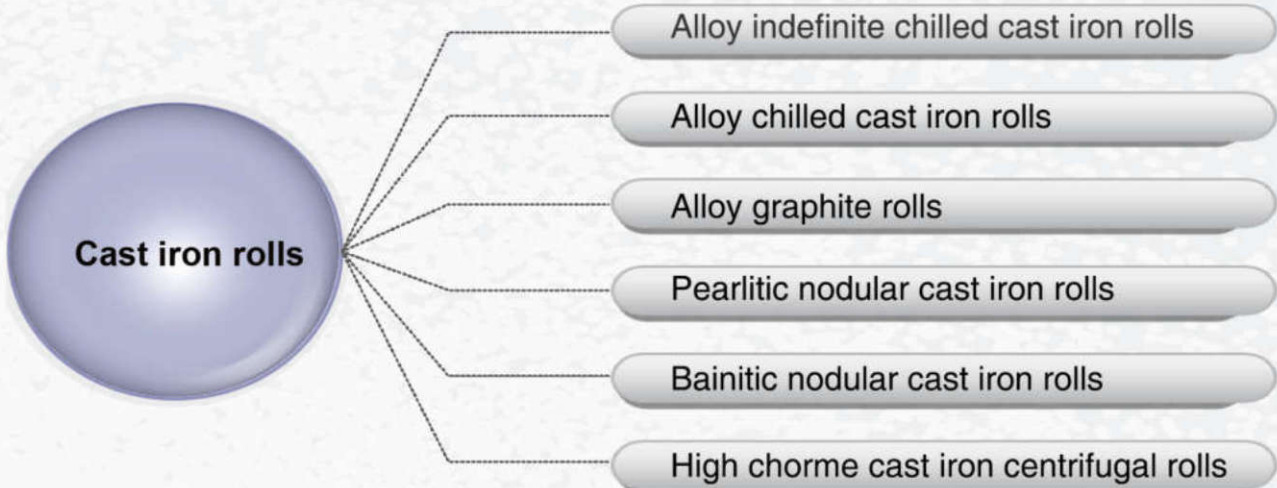 Cast iron rolls
Alloy indefinite chilled cast iron rolls
Alloy chilled cast iron rolls
Alloy graphite rolls
Pearlitic nodular cast iron rolls
Bainitic nodular cast iron rolls
High chorme cast iron centrifugal rolls